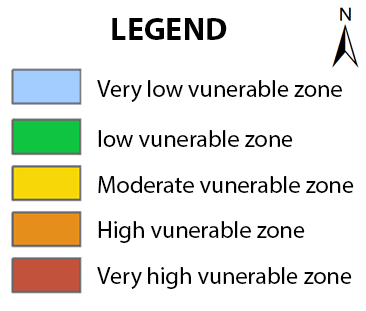 N
LEGEND
Very low vunerable zone
low vunerable zone
Moderate vunerable zone
High vunerable zone
Very high vunerable zone